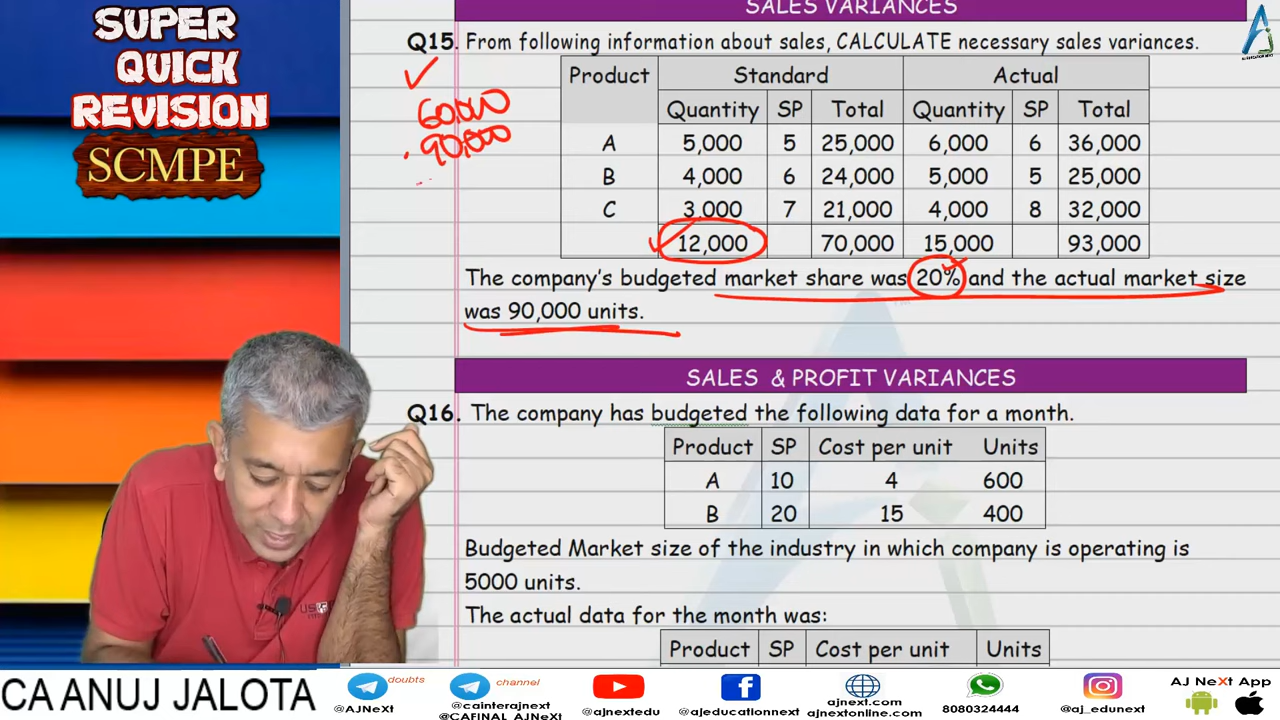 SUPER
QUICK
REVISION
SCMPE
SALES VARIANCES
Q15. From following information about sales, CALCULATE necessary sales variances.
Product Standard Actual
Quantity SP Total Quantity SP Total
A 5,000 5 25,000 6,000 6 36,000
B 4,000 6 24,000 5,000 5 25,000
C 3,000 7 21,000 4,000 8 32,000
12,000 70,000 15,000 93,000
60,000
90,000
The company's budgeted market share was 20% and the actual market size
was 90,000 units.
SALES & PROFIT VARIANCES
Q16. The company has budgeted the following data for a month.
Product SP Cost per unit Units
A 10 4 600
B 20 15 400
Budgeted Market size of the industry in which company is operating is
5000 units.
The actual data for the month was:
Product SP Cost per unit Units
CA ANUJ JALOTA
doubts
@AJNeXt
channel
@cainterajnext
@CAFINAL_AJNeXt
@ajnextedu
@ajeducationnext
ajnext.com
ajnextonline.com
8080324444
@aj_edunext
AJ NeXt App